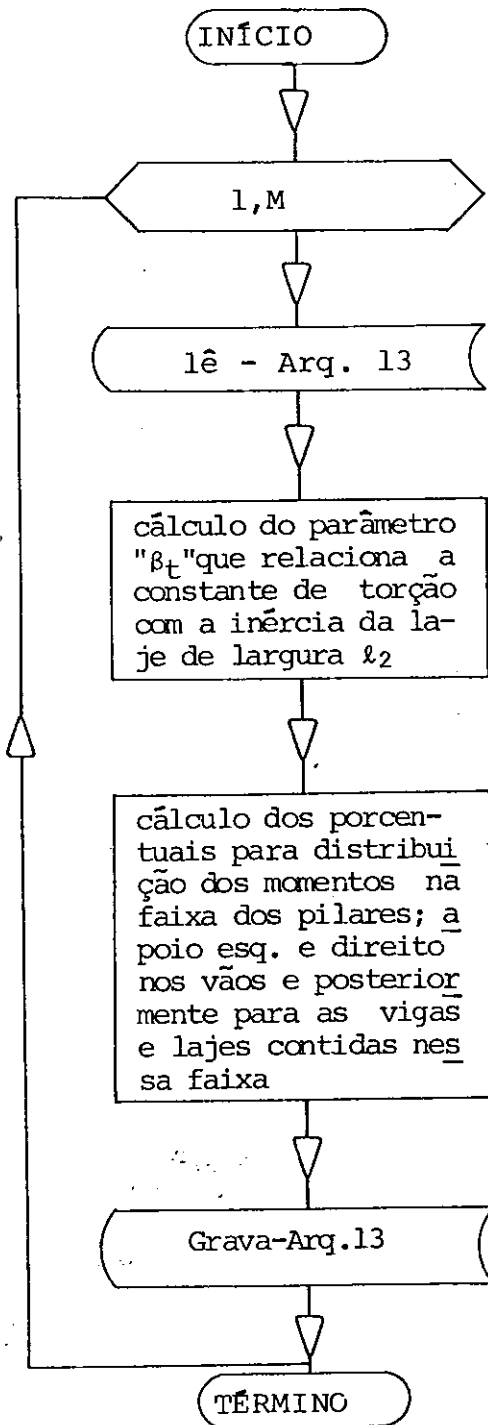 INÍCIO
1,M
lê - Arq. 13
cálculo do parâmetro
"βt"que relaciona a
constante de torção
com a inércia da la-
je de largura ℓ2
cálculo dos porcen-
tuais para distribui
ção dos momentos na
faixa dos pilares; a
poio esq. e direito
nos vãos e posterior
mente para as vigas
e lajes contidas nes
sa faixa
Grava-Arq.13
TÉRMINO